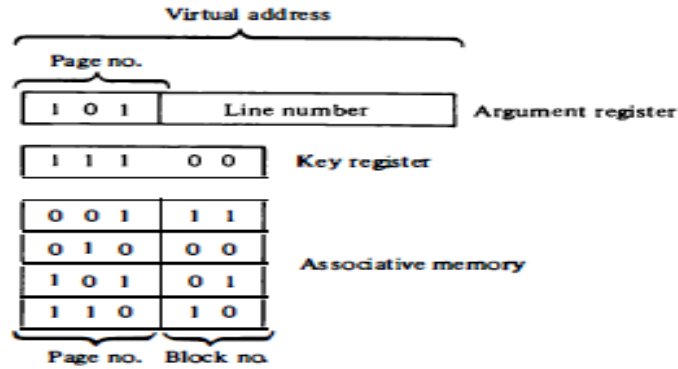 Virtual address
Page no.
1 0 1 Line number Argument register
1 1 1 0 0 Key register
0 0 1 1 1
0 1 0 0 0
Associative memory
1 0 1 0 1
1 1 0 1 0
Page no. Block no.